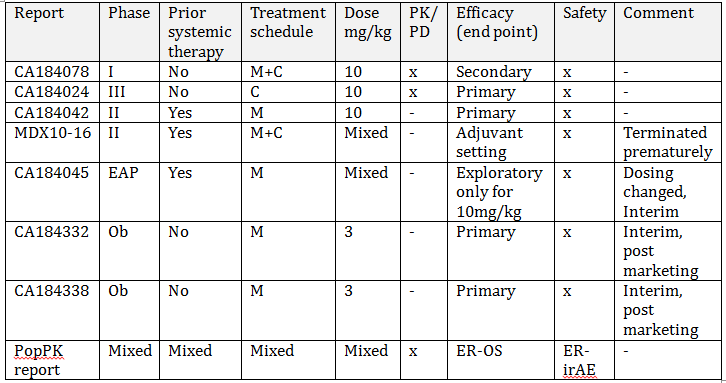 Report Phase Prior systemic therapy Treatment schedule Dose mg/kg PK/ PD Efficacy (end point) Safety Comment
CA184078 I No M+C 10 x Secondary x -
CA184024 III No C 10 x Primary x -
CA184042 II Yes M 10 - Primary x -
MDX10-16 II Yes M+C Mixed - Adjuvant setting x Terminated prematurely
CA184045 EAP Yes M Mixed - Exploratory only for 10mg/kg x Dosing changed, Interim
CA184332 Ob No M 3 - Primary x Interim, post marketing
CA184338 Ob No M 3 - Primary x Interim, post marketing
PopPK report Mixed Mixed Mixed Mixed x ER-OS ER-irAE -